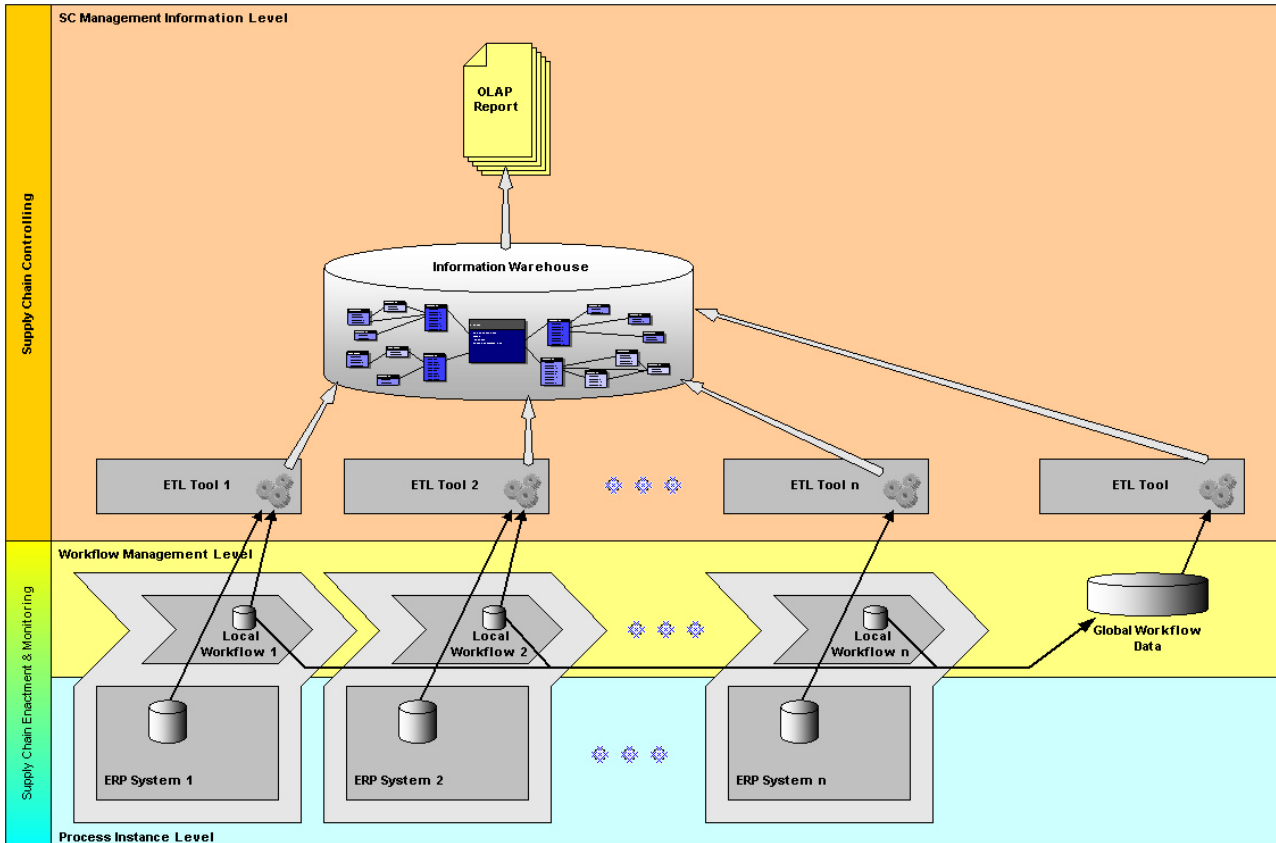 SC Management Information Level
OLAP
Report
Supply Chain Controlling
Information Warehouse
ETL Tool 1
ETL Tool 2
ETL Tool n
ETL Tool
Workflow Management Level
Supply Chain Enactment & Monitoring
Local
Workflow 1
Local
Workflow 2
Local
Workflow n
Global Workflow
Data
ERP System 1
ERP System 2
ERP System n
Process Instance Level